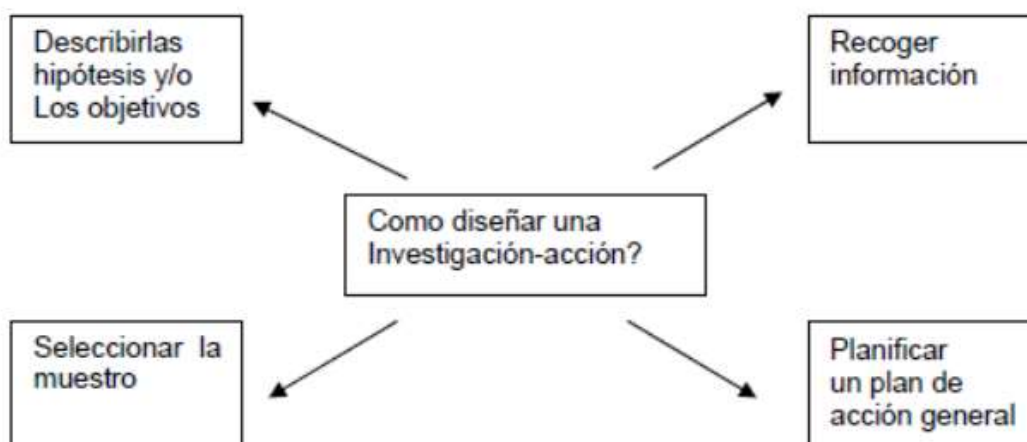 Describirlas
hipótesis y/o
Los objetivos
Recoger
información
Como diseñar una
Investigación-acción?
Seleccionar la
muestro
Planificar
un plan de
acción general